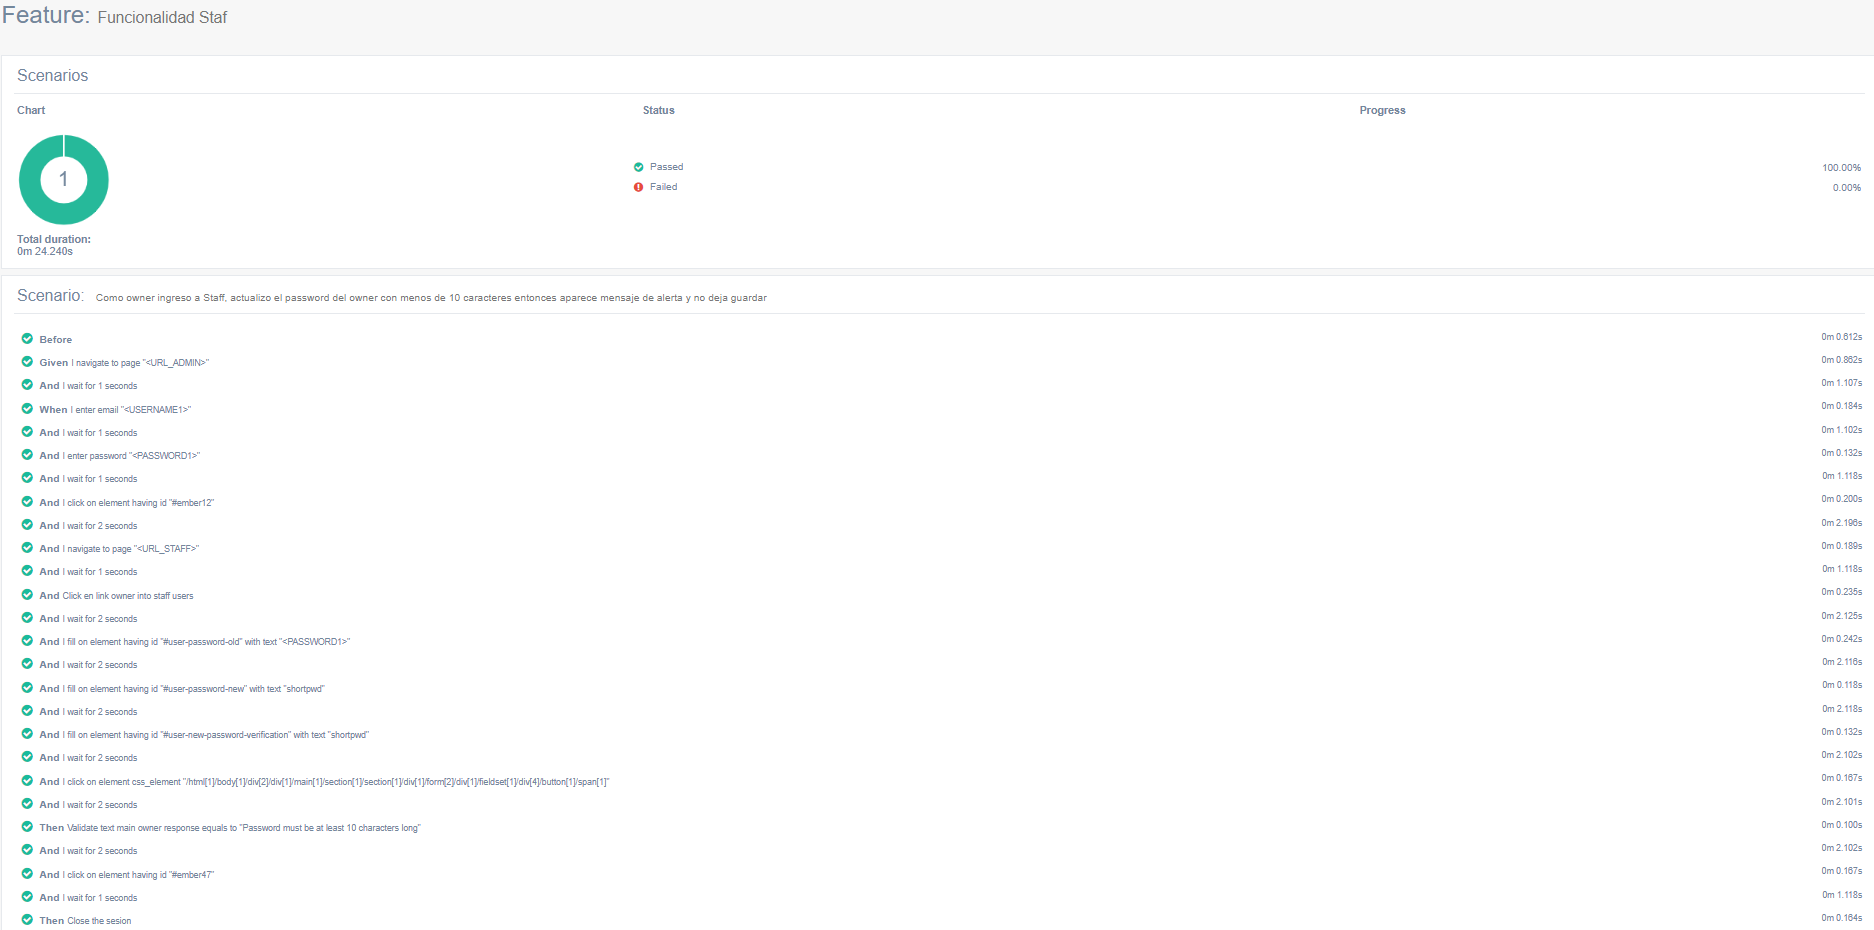 Feature: Funcionalidad Staf
Scenarios
Chart Status Progress
1
Passed 100.00%
Failed 0.00%
Total duration:
0m 24.240s
Scenario: Como owner ingreso a Staff, actualizo el password del owner con menos de 10 caracteres entonces aparece mensaje de alerta y no deja guardar
Before 0m 0.612s
Given I navigate to page "<URL_ADMIN>" 0m 0.862s
And I wait for 1 seconds 0m 1.107s
When I enter email "<USERNAME1>" 0m 0.184s
And I wait for 1 seconds 0m 1.102s
And I enter password "<PASSWORD1>" 0m 0.132s
And I wait for 1 seconds 0m 1.118s
And I click on element having id "#ember12" 0m 0.200s
And I wait for 2 seconds 0m 2.196s
And I navigate to page "<URL_STAFF>" 0m 0.189s
And I wait for 1 seconds 0m 1.118s
And Click en link owner into staff users 0m 0.235s
And I wait for 2 seconds 0m 2.125s
And I fill on element having id "#user-password-old" with text "<PASSWORD1>" 0m 0.242s
And I wait for 2 seconds 0m 2.116s
And I fill on element having id "#user-password-new" with text "shortpwd" 0m 0.118s
And I wait for 2 seconds 0m 2.118s
And I fill on element having id "#user-new-password-verification" with text "shortpwd" 0m 0.132s
And I wait for 2 seconds 0m 2.102s
And I click on element css_element "/html[1]/body[1]/div[2]/div[1]/main[1]/section[1]/section[1]/div[1]/form[2]/div[1]/fieldset[1]/div[4]/button[1]/span[1]" 0m 0.167s
And I wait for 2 seconds 0m 2.101s
Then Validate text main owner response equals to "Password must be at least 10 characters long" 0m 0.100s
And I wait for 2 seconds 0m 2.102s
And I click on element having id "#ember47" 0m 0.167s
And I wait for 1 seconds 0m 1.118s
Then Close the sesion 0m 0.164s